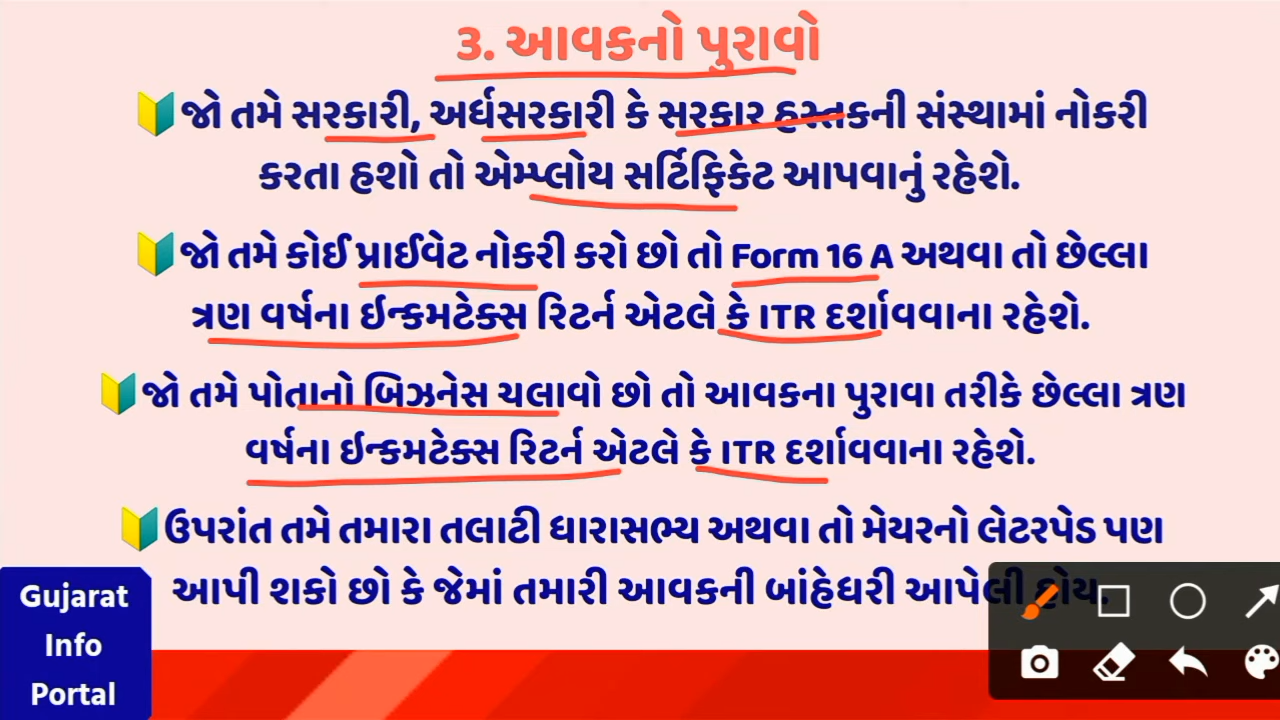 ૩. આવકનો પુરાવો
જો તમે સરકારી, અર્ધસરકારી કે સરકાર હસ્તકની સંસ્થામાં નોકરી
કરતા હશો તો એમ્પ્લોય સર્ટિફિકેટ આપવાનું રહેશે.
જો તમે કોઈ પ્રાઈવેટ નોકરી કરો છો તો Form 16 A અથવા તો છેલ્લા
ત્રણ વર્ષના ઇન્કમટેક્સ રિટર્ન એટલે કે ITR દર્શાવવાના રહેશે.
જો તમે પોતાનો બિઝનેસ ચલાવો છો તો આવકના પુરાવા તરીકે છેલ્લા ત્રણ
વર્ષના ઇન્કમટેક્સ રિટર્ન એટલે કે ITR દર્શાવવાના રહેશે.
ઉપરાંત તમે તમારા તલાટી ધારાસભ્ય અથવા તો મેયરનો લેટરપેડ પણ
આપી શકો છો કે જેમાં તમારી આવકની બાંહેધરી આપેલી હોય.
Gujarat
Info
Portal